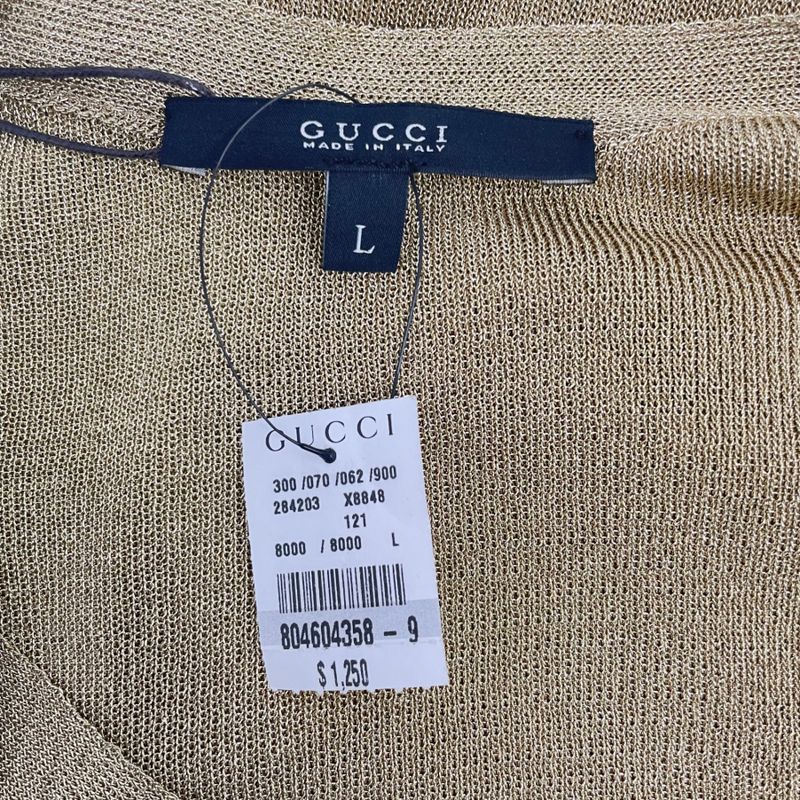 GUCCI
MADE IN ITALY
L
GUCCI
300 /070 /062 /900
284203 X8848
121
8000 / 8000 L
804604358 - 9
$1,250